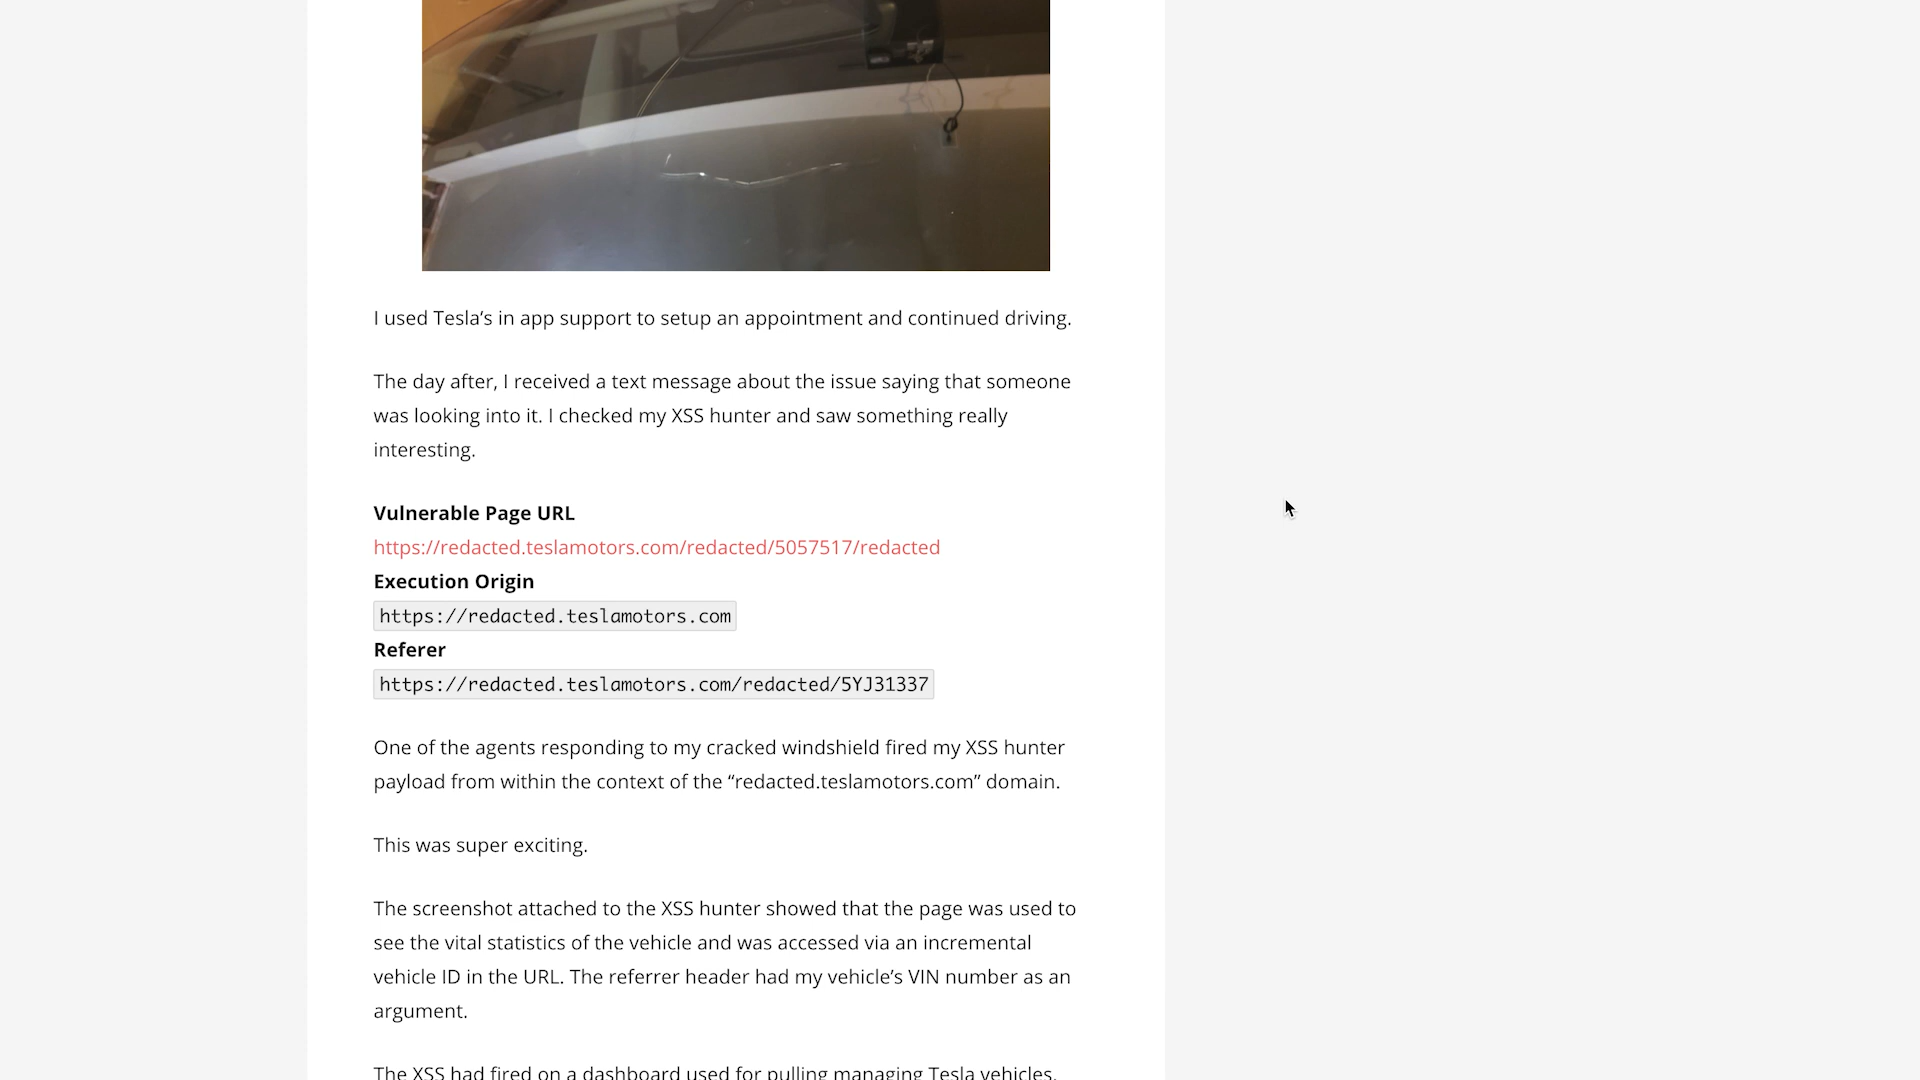 I used Tesla’s in app support to setup an appointment and continued driving.
The day after, I received a text message about the issue saying that someone
was looking into it. I checked my XSS hunter and saw something really
interesting.
Vulnerable Page URL
https://redacted.teslamotors.com/redacted/5057517/redacted
Execution Origin
https://redacted.teslamotors.com
Referer
https://redacted.teslamotors.com/redacted/5YJ31337
One of the agents responding to my cracked windshield fired my XSS hunter
payload from within the context of the “redacted.teslamotors.com” domain.
This was super exciting.
The screenshot attached to the XSS hunter showed that the page was used to
see the vital statistics of the vehicle and was accessed via an incremental
vehicle ID in the URL. The referrer header had my vehicle’s VIN number as an
argument.
The XSS had fired on a dashboard used for pulling managing Tesla vehicles.